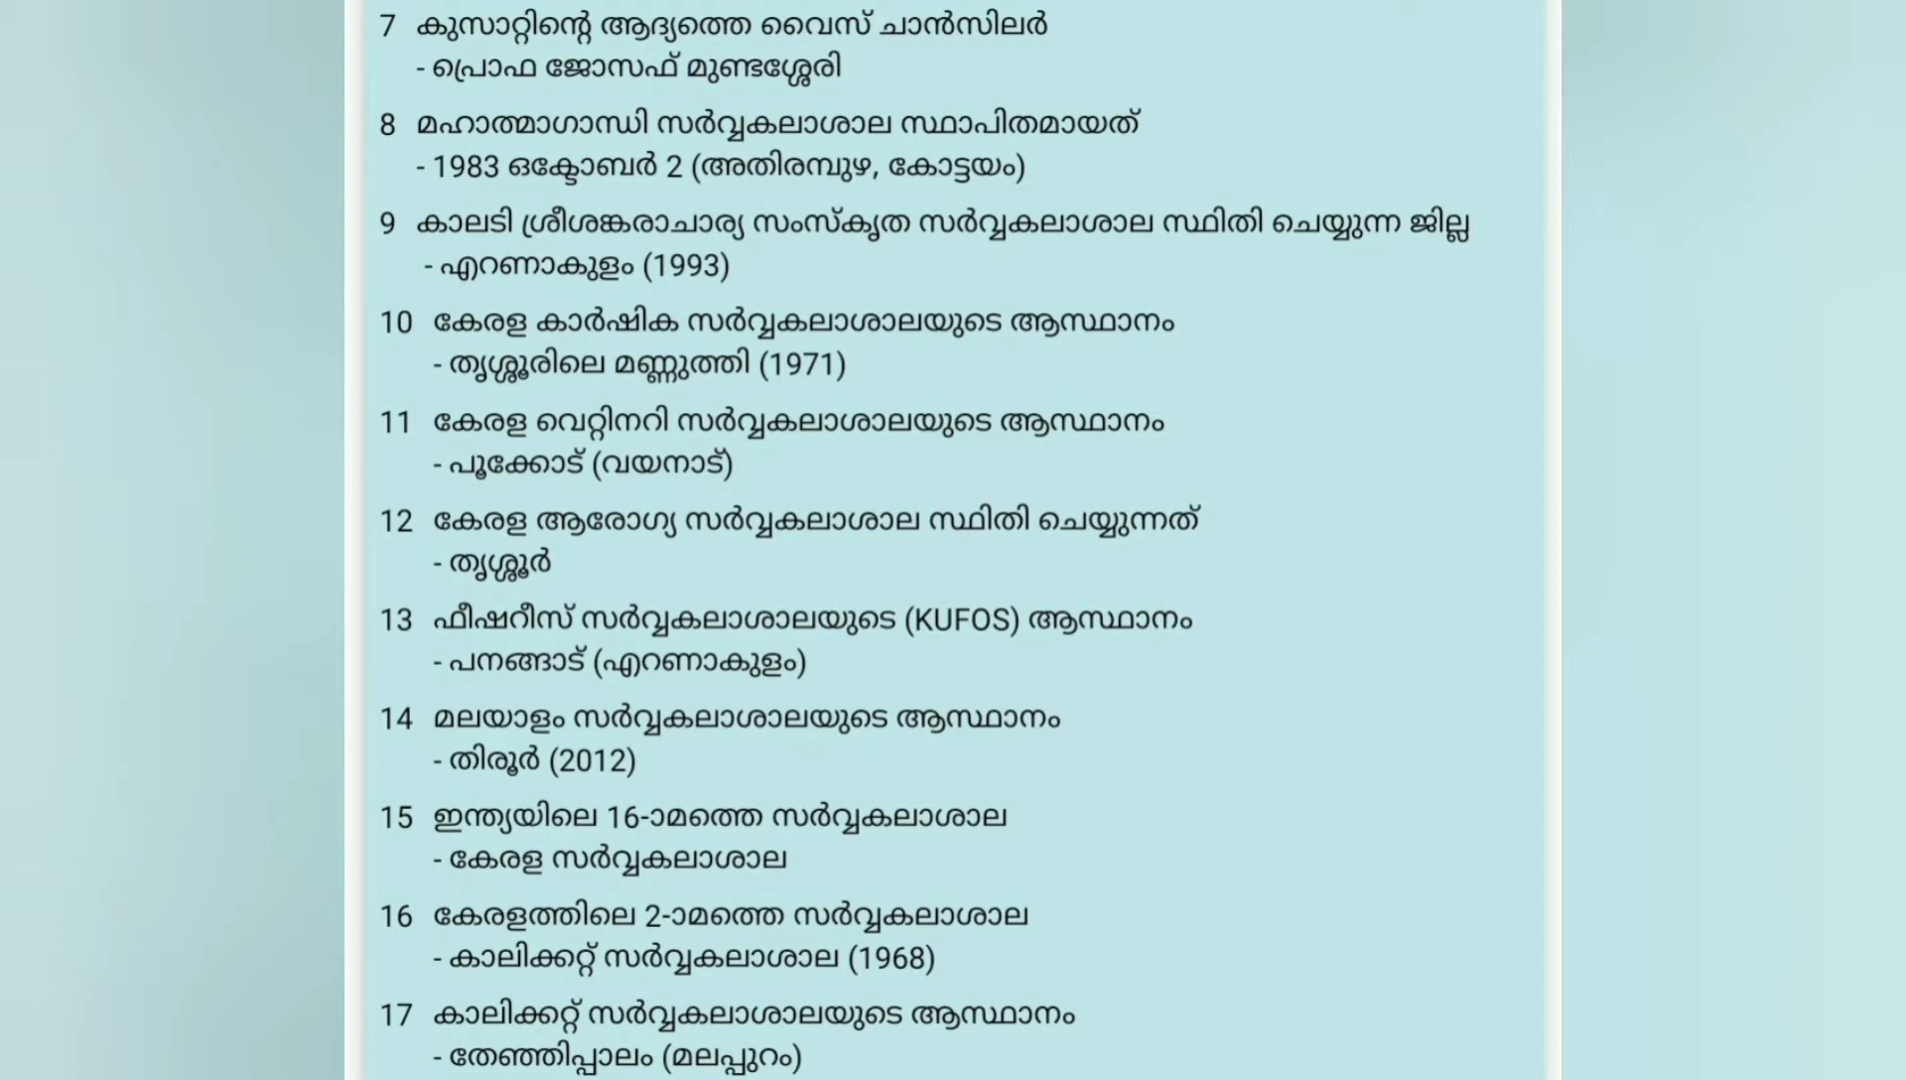 7 കുസാറ്റിന്റെ ആദ്യത്തെ വൈസ് ചാൻസിലർ
- പ്രൊഫ ജോസഫ് മുണ്ടശ്ശേരി
8 മഹാത്മാഗാന്ധി സർവ്വകലാശാല സ്ഥാപിതമായത്
- 1983 ഒക്ടോബർ 2 (അതിരമ്പുഴ, കോട്ടയം)
9 കാലടി ശ്രീശങ്കരാചാര്യ സംസ്കൃത സർവ്വകലാശാല സ്ഥിതി ചെയ്യുന്ന ജില്ല
- എറണാകുളം (1993)
10 കേരള കാർഷിക സർവ്വകലാശാലയുടെ ആസ്ഥാനം
- തൃശ്ശൂരിലെ മണ്ണുത്തി (1971)
11 കേരള വെറ്റിനറി സർവ്വകലാശാലയുടെ ആസ്ഥാനം
- പൂക്കോട് (വയനാട്)
12 കേരള ആരോഗ്യ സർവ്വകലാശാല സ്ഥിതി ചെയ്യുന്നത്
- തൃശ്ശൂർ
13 ഫീഷറീസ് സർവ്വകലാശാലയുടെ (KUFOS) ആസ്ഥാനം
- പനങ്ങാട് (എറണാകുളം)
14 മലയാളം സർവ്വകലാശാലയുടെ ആസ്ഥാനം
- തിരൂർ (2012)
15 ഇന്ത്യയിലെ 16-ാമത്തെ സർവ്വകലാശാല
- കേരള സർവ്വകലാശാല
16 കേരളത്തിലെ 2-ാമത്തെ സർവ്വകലാശാല
- കാലിക്കറ്റ് സർവ്വകലാശാല (1968)
17 കാലിക്കറ്റ് സർവ്വകലാശാലയുടെ ആസ്ഥാനം
- തേഞ്ഞിപ്പാലം (മലപ്പുറം)